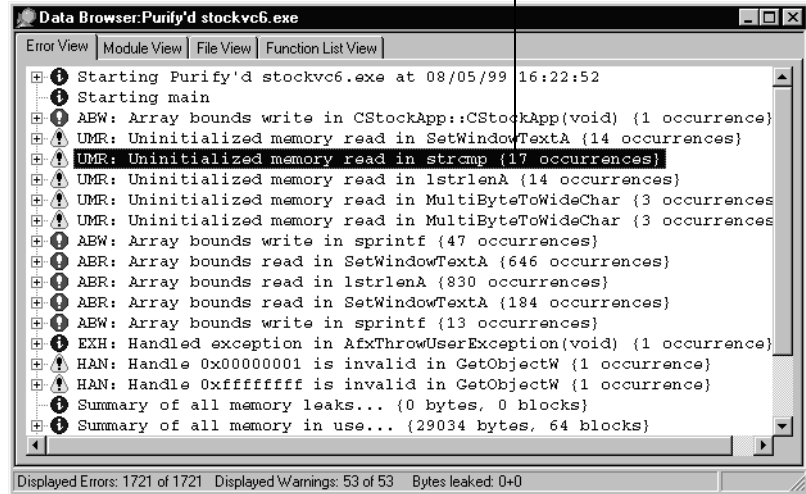 Data Browser:Purify'd stockvc6.exe
Error View Module View File View Function List View
Starting Purify'd stockvc6.exe at 08/05/99 16:22:52
Starting main
ABW: Array bounds write in CStockApp::CStockApp(void) {1 occurrence}
UMR: Uninitialized memory read in SetWindowTextA {14 occurrences}
UMR: Uninitialized memory read in strcmp {17 occurrences}
UMR: Uninitialized memory read in lstrlenA {14 occurrences}
UMR: Uninitialized memory read in MultiByteToWideChar {3 occurrences
UMR: Uninitialized memory read in MultiByteToWideChar {3 occurrences
ABW: Array bounds write in sprintf {47 occurrences}
ABR: Array bounds read in SetWindowTextA {646 occurrences}
ABR: Array bounds read in lstrlenA {830 occurrences}
ABR: Array bounds read in SetWindowTextA {184 occurrences}
ABW: Array bounds write in sprintf {13 occurrences}
EXH: Handled exception in AfxThrowUserException(void) {1 occurrence}
HAN: Handle 0x00000001 is invalid in GetObjectW {1 occurrence}
HAN: Handle 0xffffffff is invalid in GetObjectW {1 occurrence}
Summary of all memory leaks... {0 bytes, 0 blocks}
Summary of all memory in use... {29034 bytes, 64 blocks}
Displayed Errors: 1721 of 1721 Displayed Warnings: 53 of 53 Bytes leaked: 0+0